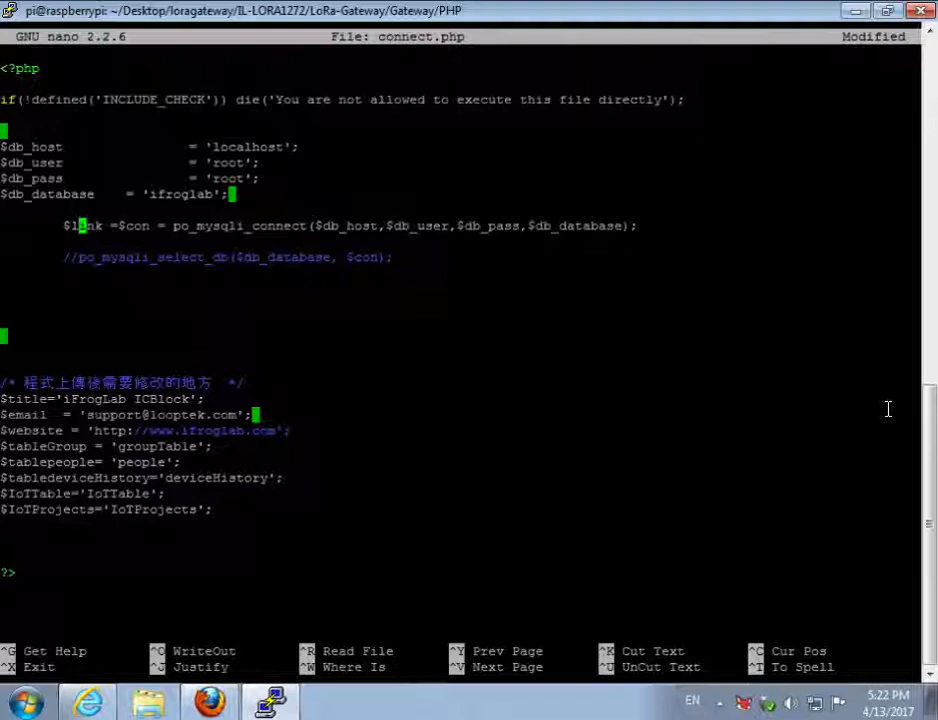 pi@raspberrypi: ~/Desktop/loragateway/IL-LORA1272/LoRa-Gateway/Gateway/PHP
GNU nano 2.2.6 File: connect.php Modified
<?php
if(!defined('INCLUDE_CHECK')) die('You are not allowed to execute this file directly');
$db_host = 'localhost';
$db_user = 'root';
$db_pass = 'root';
$db_database = 'ifroglab';
$link =$con = po_mysqli_connect($db_host,$db_user,$db_pass,$db_database);
//po_mysqli_select_db($db_database, $con);
/* 程式上傳後需要修改的地方 */
$title='iFrogLab ICBlock';
$email = 'support@looptek.com';
$website = 'http://www.ifroglab.com';
$tableGroup = 'groupTable';
$tablepeople= 'people';
$tabledeviceHistory='deviceHistory';
$IoTTable='IoTTable';
$IoTProjects='IoTProjects';
?>
^G Get Help ^O WriteOut ^R Read File ^Y Prev Page ^K Cut Text ^C Cur Pos
^X Exit ^J Justify ^W Where Is ^V Next Page ^U UnCut Text ^T To Spell
EN 5:22 PM
4/13/2017